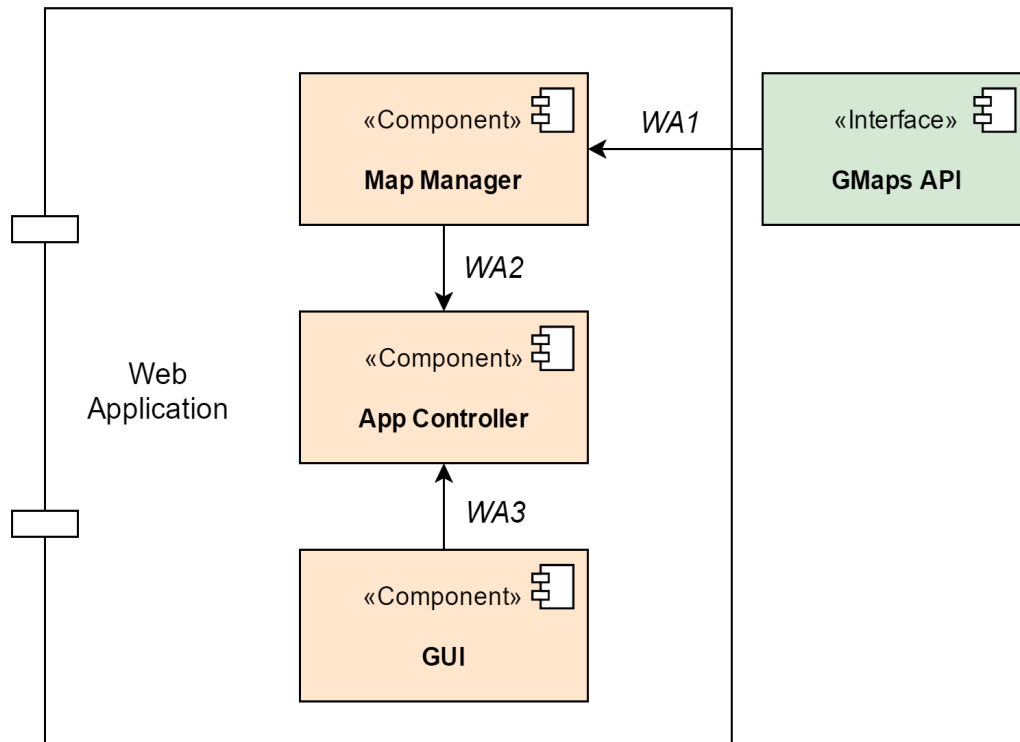 «Component»
Map Manager
WA1
«Interface»
GMaps API
WA2
Web
Application
«Component»
App Controller
WA3
«Component»
GUI